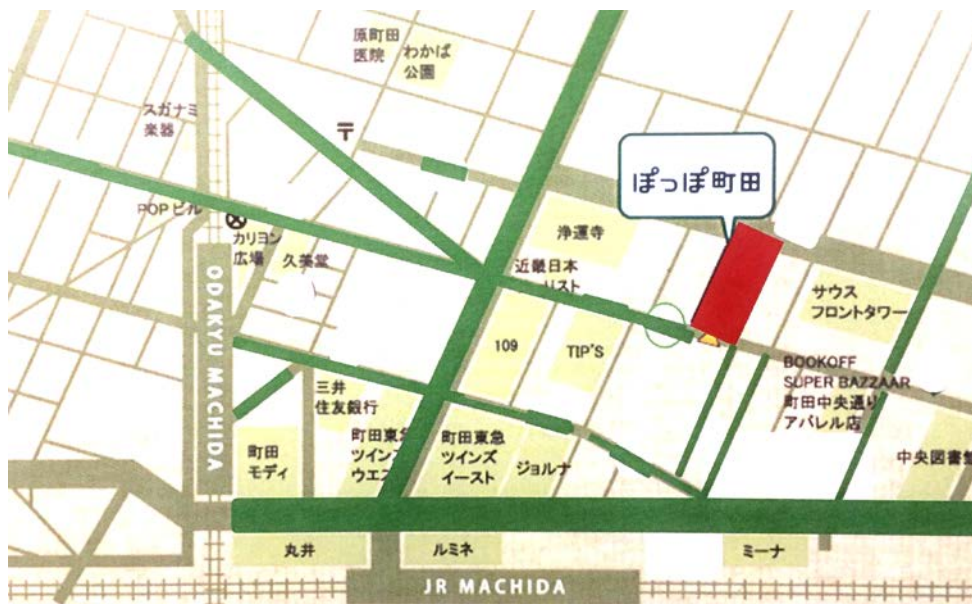 原町田
医院
わかば
公園
スガナミ
楽器
〒
ぽっぽ町田
POPビル
カリヨン
広場
久美堂
浄運寺
近畿日本
リスト
サウス
フロントタワー
ODAKYU MACHIDA
109
TIP'S
BOOKOFF
SUPER BAZZAAR
町田中央通り
アパレル店
三井
住友銀行
町田
モディ
町田東急
ツインズ
ウエス
町田東急
ツインズ
イースト
ジョルナ
中央図書館
丸井
ルミネ
ミーナ
JR MACHIDA